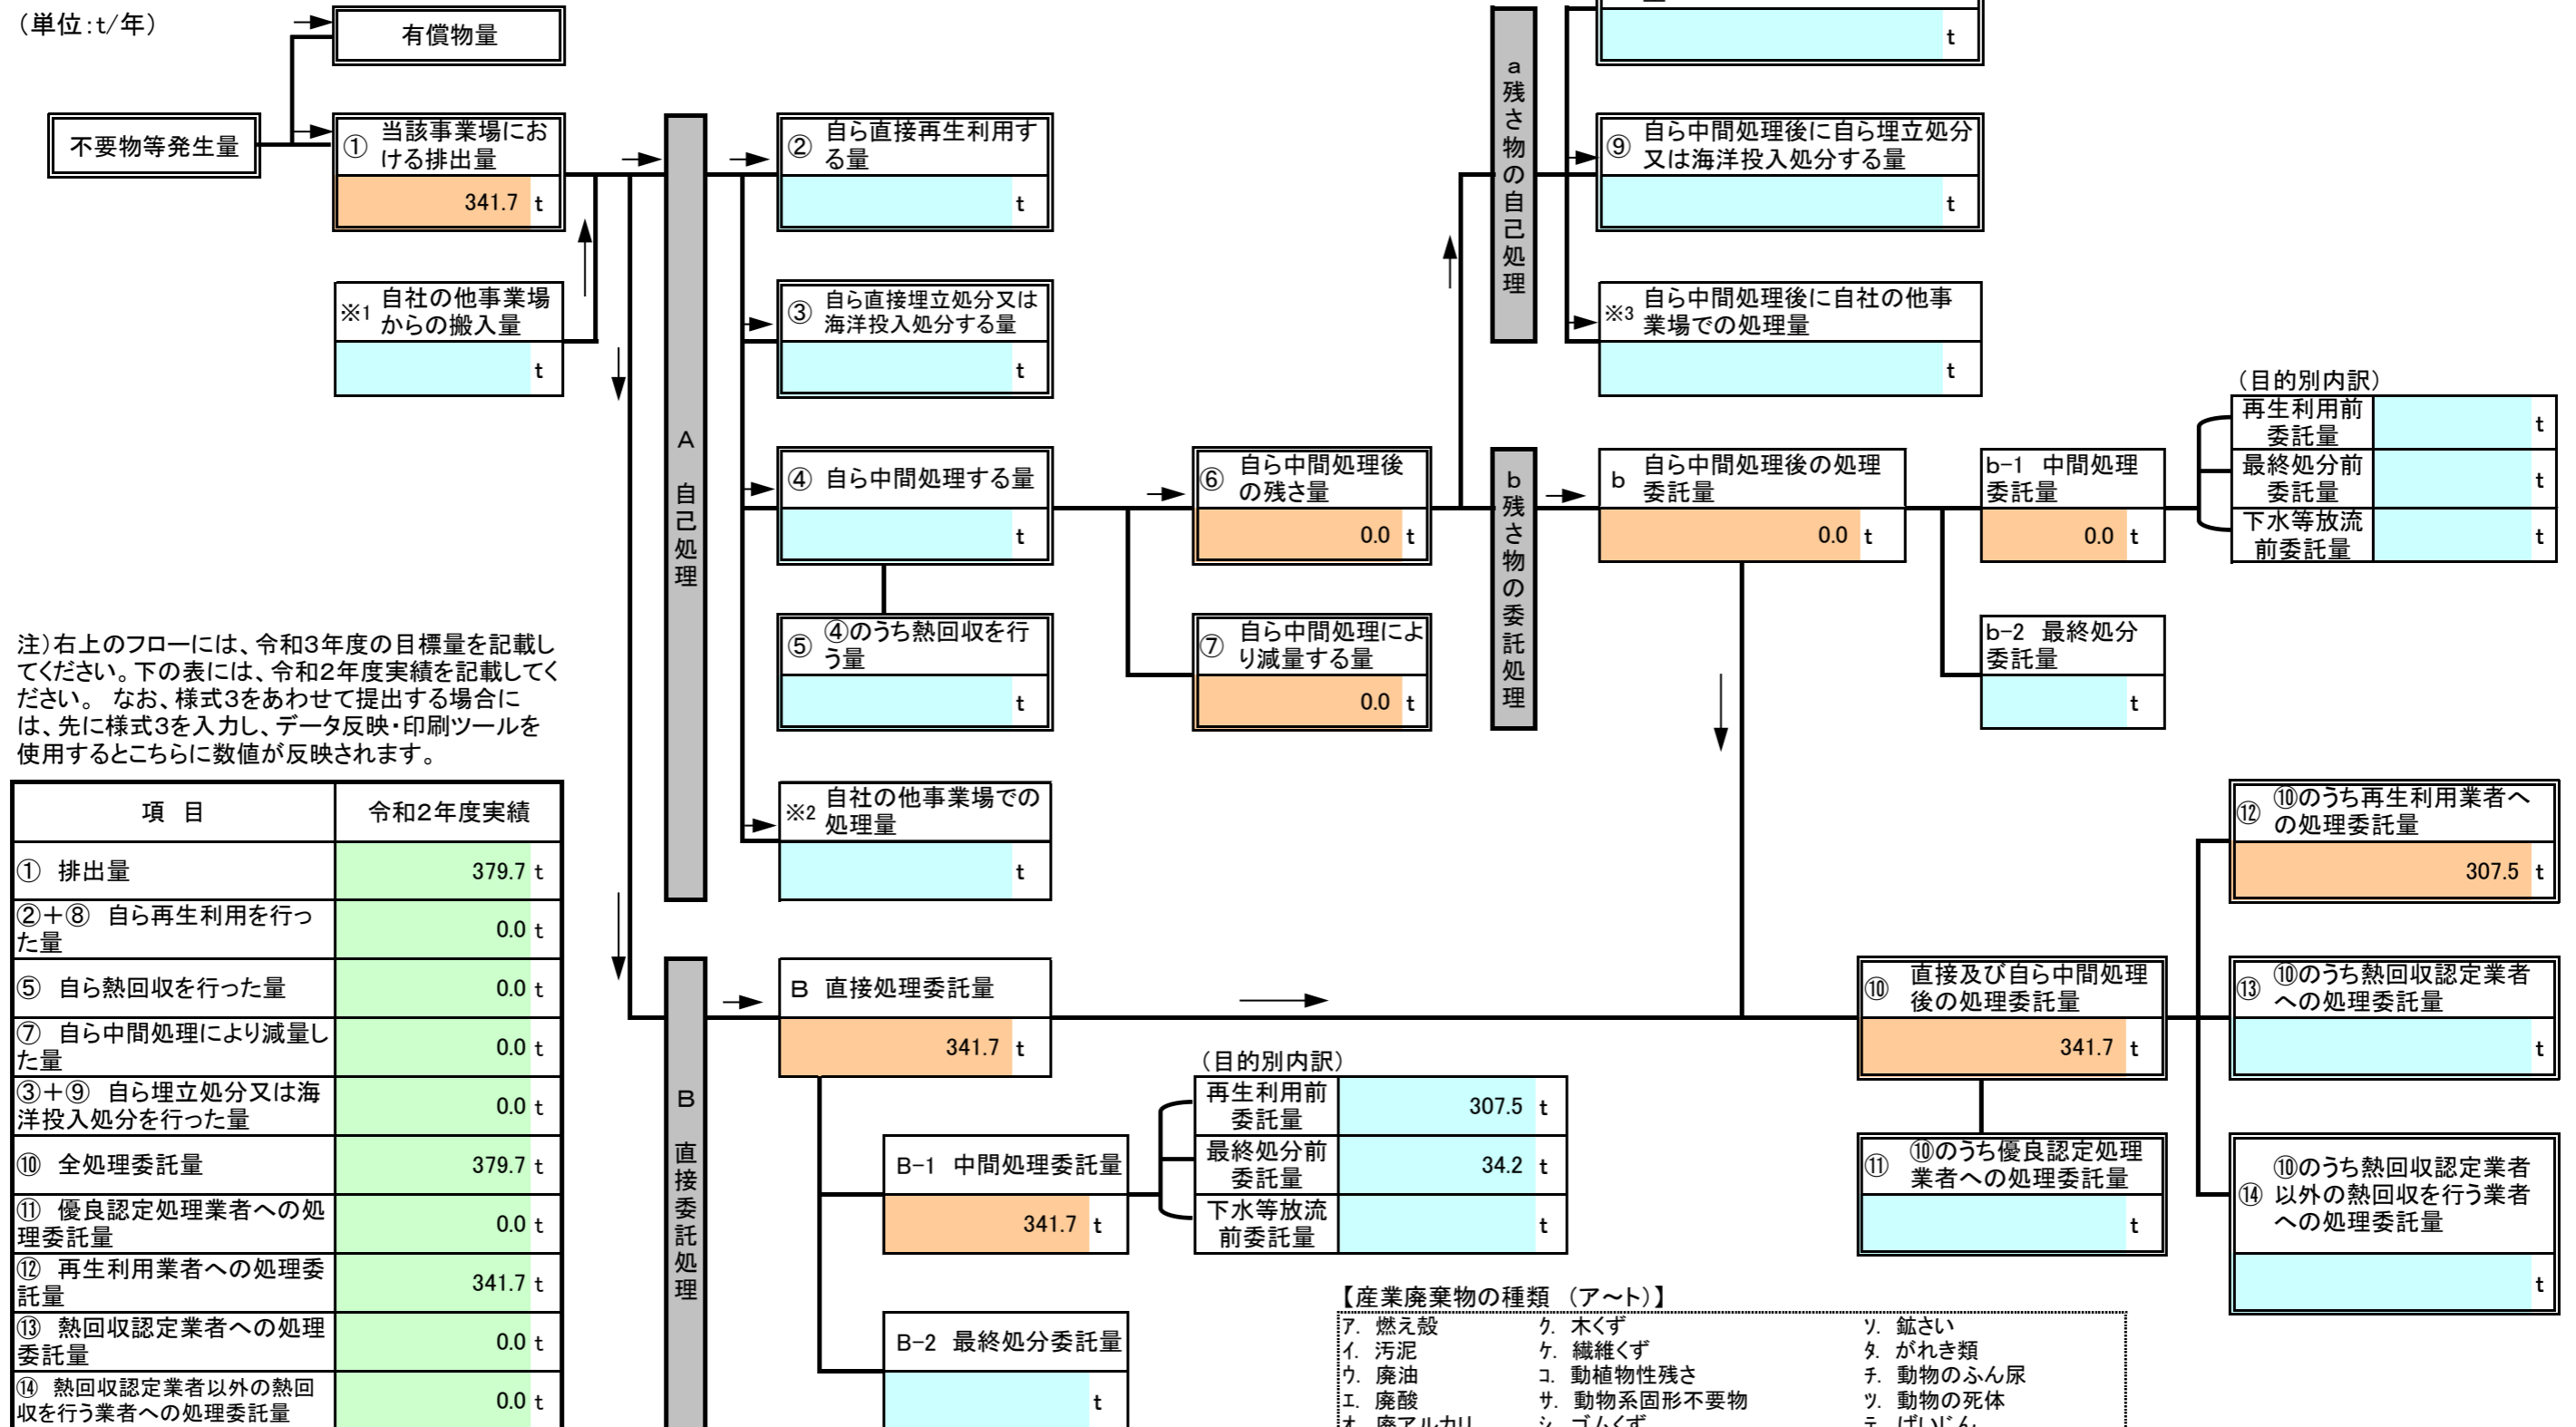 （単位：t/年）
有償物量
不要物等発生量
① 当該事業場にお
ける排出量
341.7 t
※1 自社の他事業場
からの搬入量
t
A 自己処理
② 自ら直接再生利用す
る量
t
③ 自ら直接埋立処分又は
海洋投入処分する量
t
④ 自ら中間処理する量
t
⑤ ④のうち熱回収を行
う量
t
※2 自社の他事業場での
処理量
t
⑥ 自ら中間処理後
の残さ量
0.0 t
⑦ 自ら中間処理によ
り減量する量
0.0 t
a 残さ物の自己処理
t
⑨ 自ら中間処理後に自ら埋立処分
又は海洋投入処分する量
t
※3 自ら中間処理後に自社の他事
業場での処理量
t
b 残さ物の委託処理
b 自ら中間処理後の処理
委託量
0.0 t
b-1 中間処理
委託量
0.0 t
b-2 最終処分
委託量
t
（目的別内訳）
再生利用前
委託量
t
最終処分前
委託量
t
下水等放流
前委託量
t
注）右上のフローには、令和３年度の目標量を記載し
てください。下の表には、令和２年度実績を記載してく
ださい。 なお、様式３をあわせて提出する場合に
は、先に様式３を入力し、データ反映・印刷ツールを
使用するとこちらに数値が反映されます。
項 目 令和２年度実績
① 排出量 379.7 t
②＋⑧ 自ら再生利用を行っ
た量 0.0 t
⑤ 自ら熱回収を行った量 0.0 t
⑦ 自ら中間処理により減量し
た量 0.0 t
③＋⑨ 自ら埋立処分又は海
洋投入処分を行った量 0.0 t
⑩ 全処理委託量 379.7 t
⑪ 優良認定処理業者への処
理委託量 0.0 t
⑫ 再生利用業者への処理委
託量 341.7 t
⑬ 熱回収認定業者への処理
委託量 0.0 t
⑭ 熱回収認定業者以外の熱回
収を行う業者への処理委託量 0.0 t
B 直接委託処理
B 直接処理委託量
341.7 t
B-1 中間処理委託量
341.7 t
B-2 最終処分委託量
t
（目的別内訳）
再生利用前
委託量
307.5 t
最終処分前
委託量
34.2 t
下水等放流
前委託量
t
⑩ 直接及び自ら中間処理
後の処理委託量
341.7 t
⑪ ⑩のうち優良認定処理
業者への処理委託量
t
⑫ ⑩のうち再生利用業者へ
の処理委託量
307.5 t
⑬ ⑩のうち熱回収認定業者
への処理委託量
t
⑭ ⑩のうち熱回収認定業者
以外の熱回収を行う業者
への処理委託量
t
【産業廃棄物の種類 （ア～ト）】
ｱ. 燃え殻 ｸ. 木くず ｿ. 鉱さい
ｲ. 汚泥 ｹ. 繊維くず ﾀ. がれき類
ｳ. 廃油 ｺ. 動植物性残さ ﾁ. 動物のふん尿
ｴ. 廃酸 ｻ. 動物系固形不要物 ﾂ. 動物の死体
ｵ. 廃アルカリ ｼ. ゴムくず ﾃ. ばいじん